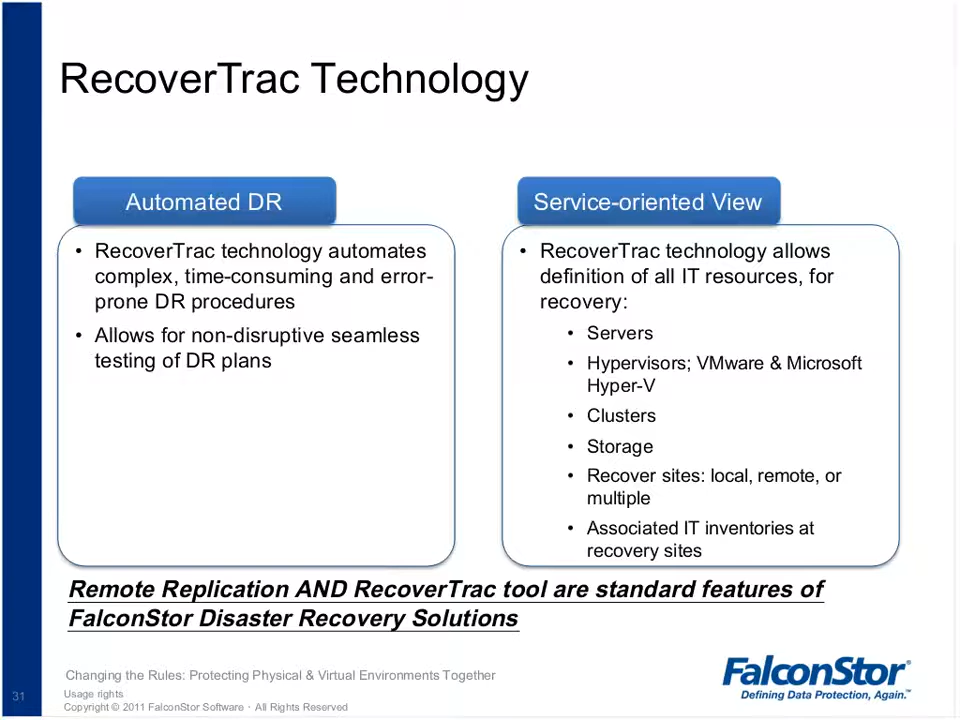 RecoverTrac Technology
Automated DR
• RecoverTrac technology automates
complex, time-consuming and error-
prone DR procedures
• Allows for non-disruptive seamless
testing of DR plans
Service-oriented View
• RecoverTrac technology allows
definition of all IT resources, for
recovery:
• Servers
• Hypervisors; VMware & Microsoft
Hyper-V
• Clusters
• Storage
• Recover sites: local, remote, or
multiple
• Associated IT inventories at
recovery sites
Remote Replication AND RecoverTrac tool are standard features of
FalconStor Disaster Recovery Solutions
Changing the Rules: Protecting Physical & Virtual Environments Together
31
Usage rights
Copyright © 2011 FalconStor Software · All Rights Reserved
FalconStor®
Defining Data Protection, Again.™